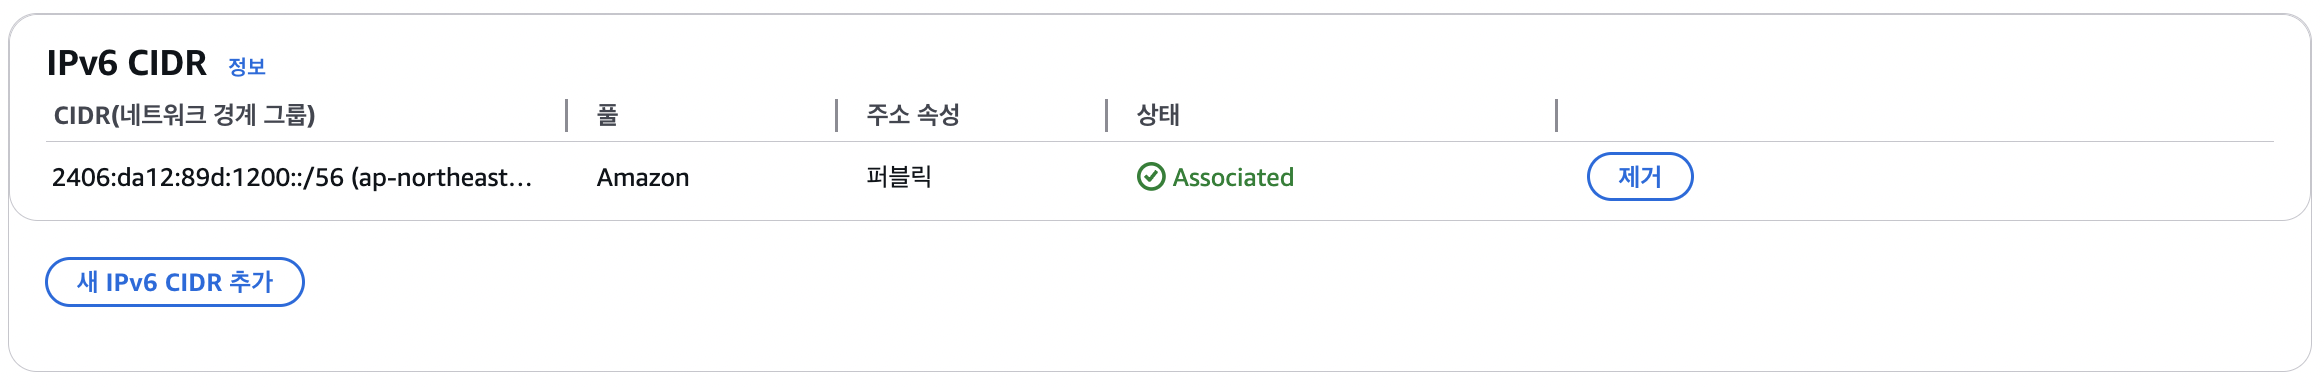 IPv6 CIDR 정보
CIDR(네트워크 경계 그룹) 풀 주소 속성 상태
2406:da12:89d:1200::/56 (ap-northeast... Amazon 퍼블릭 Associated 제거
새 IPv6 CIDR 추가